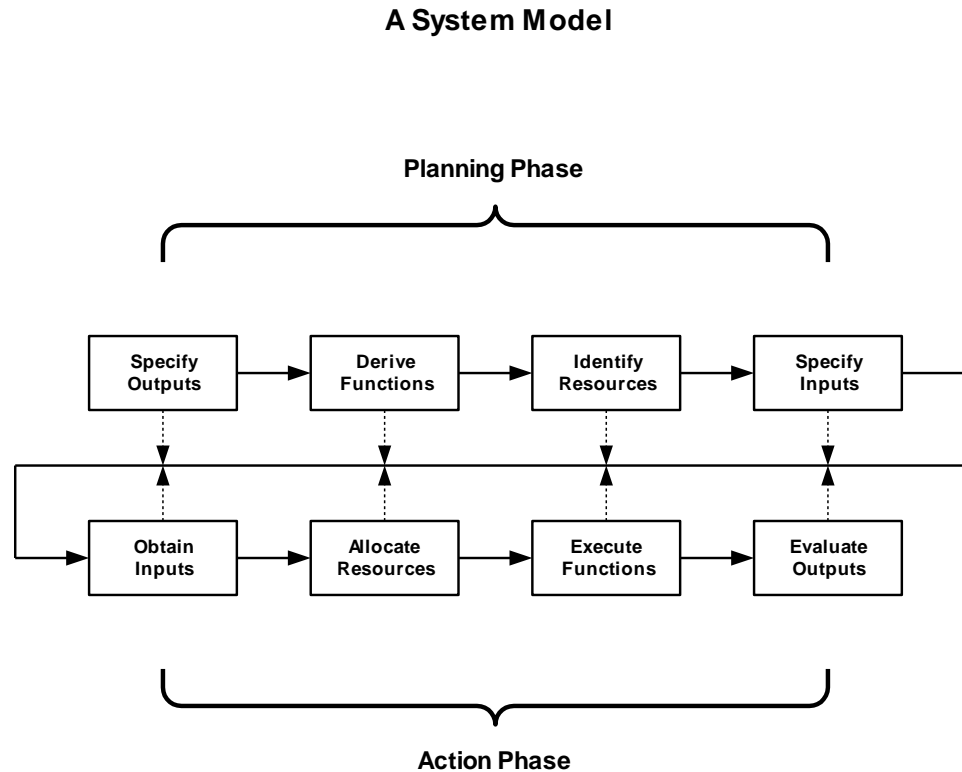 A System Model
Planning Phase
Specify
Outputs
Derive
Functions
Identify
Resources
Specify
Inputs
Obtain
Inputs
Allocate
Resources
Execute
Functions
Evaluate
Outputs
Action Phase